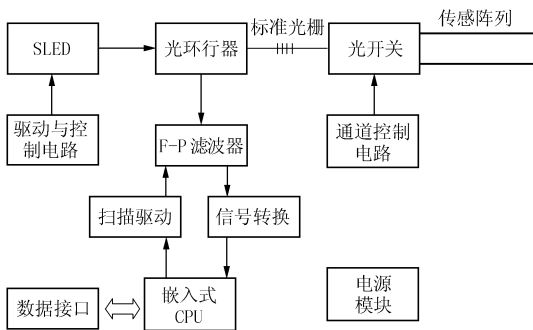 传感阵列
标准光栅
SLED
光环行器
光开关
驱动与控
制电路
F-P滤波器
通道控制
电路
扫描驱动
信号转换
数据接口
嵌入式
CPU
电源
模块